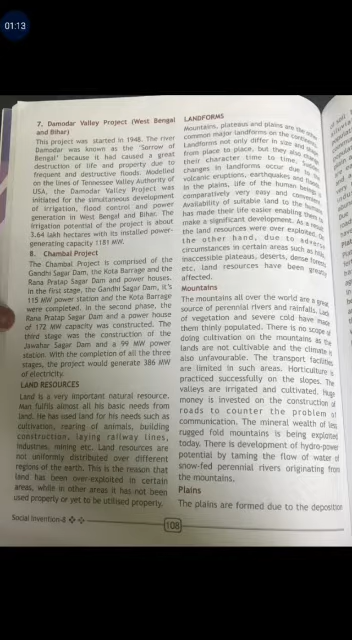 01:13
7. Damodar Valley Project (West Bengal
and Bihar)
This project was started in 1948. The river
Damodar was known as the 'Sorrow of
Bengal' because it had caused a great
destruction of life and property due to
frequent and destructive floods. Modelled
on the lines of Tennessee Valley Authority of
USA, the Damodar Valley Project was
initiated for the simultaneous development
of irrigation, flood control and power
generation in West Bengal and Bihar. The
irrigation potential of the project is about
3.64 lakh hectares with its installed power-
generating capacity 1181 MW.
8. Chambal Project
The Chambal Project is comprised of the
Gandhi Sagar Dam, the Kota Barrage and the
Rana Pratap Sagar Dam and power houses.
In the first stage, the Gandhi Sagar Dam, it's
115 MW power station and the Kota Barrage
were completed. In the second phase, the
Rana Pratap Sagar Dam and a power house
of 172 MW capacity was constructed. The
third stage was the construction of the
Jawahar Sagar Dam and a 99 MW power
station. With the completion of all the three
stages, the project would generate 386 MW
of electricity.
LAND RESOURCES
Land is a very important natural resource.
Man fulfils almost all his basic needs from
land. He has used land for his needs such as
cultivation, rearing of animals, building
construction, laying railway lines,
industries, mining etc. Land resources are
not uniformly distributed over different
regions of the earth. This is the reason that
land has been over-exploited in certain
areas, while in other areas it has not been
used properly or yet to be utilised properly.
LANDFORMS
Mountains, plateaus and plains are the
common major landforms on the continents.
Landforms not only differ in size and
from place to place, but they also change
their character time to time.
changes in landforms occur due to
volcanic eruptions, earthquakes and floods.
In the plains, life of the human beings
comparatively very easy and convenient.
Availability of suitable land to the humans
has made their life easier enabling them to
make a significant development. As a result
the land resources were over exploited. On
the other hand, due to adverse
circumstances in certain areas such as hills,
inaccessible plateaus, deserts, dense forests
etc. land resources have been greatly
affected.
Mountains
The mountains all over the world are a great
source of perennial rivers and rainfalls. Lack
of vegetation and severe cold have made
them thinly populated. There is no scope of
doing cultivation on the mountains as the
lands are not cultivable and the climate is
also unfavourable. The transport facilities
are limited in such areas. Horticulture is
practiced successfully on the slopes. The
valleys are irrigated and cultivated. Huge
money is invested on the construction of
roads to counter the problem of
communication. The mineral wealth of less
rugged fold mountains is being exploited
today. There is development of hydro-power
potential by taming the flow of water of
snow-fed perennial rivers originating from
the mountains.
Plains
The plains are formed due to the deposition
Social Invention-8
108